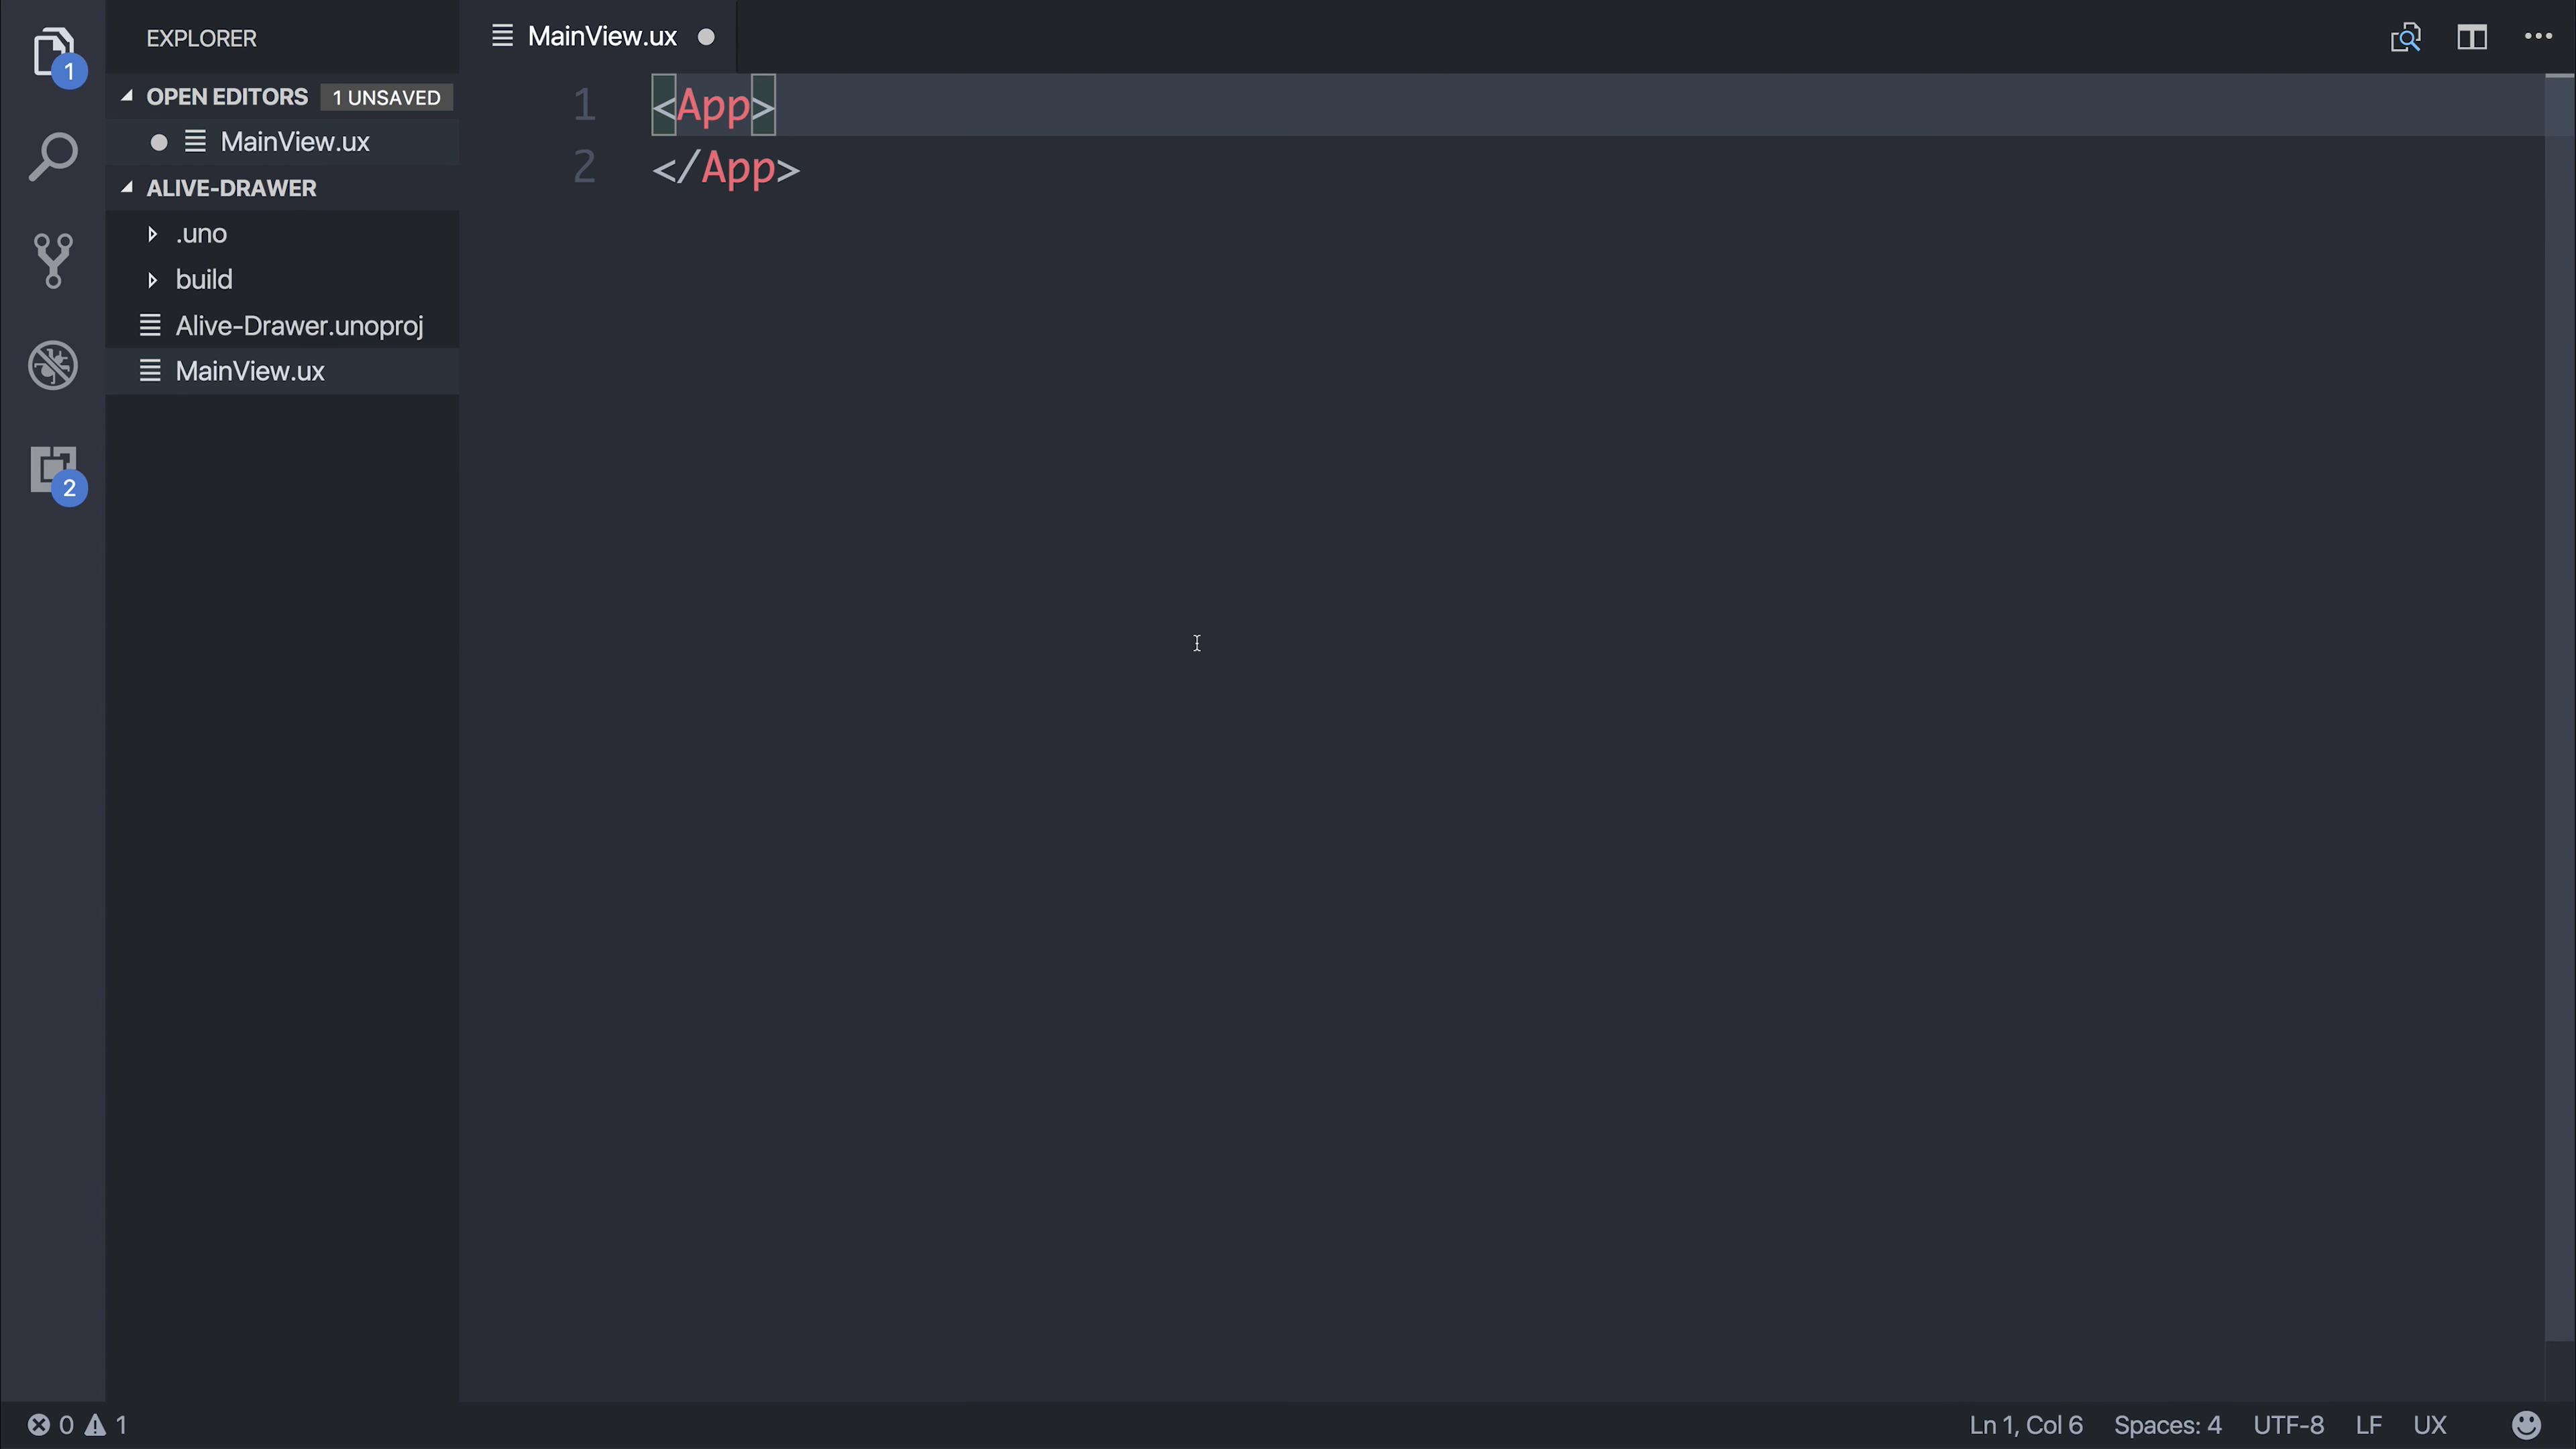 1
2
EXPLORER
OPEN EDITORS 1 UNSAVED
MainView.ux
ALIVE-DRAWER
.uno
build
Alive-Drawer.unoproj
MainView.ux
MainView.ux
1 <App>
2 </App>
0 1
Ln 1, Col 6 Spaces: 4 UTF-8 LF UX